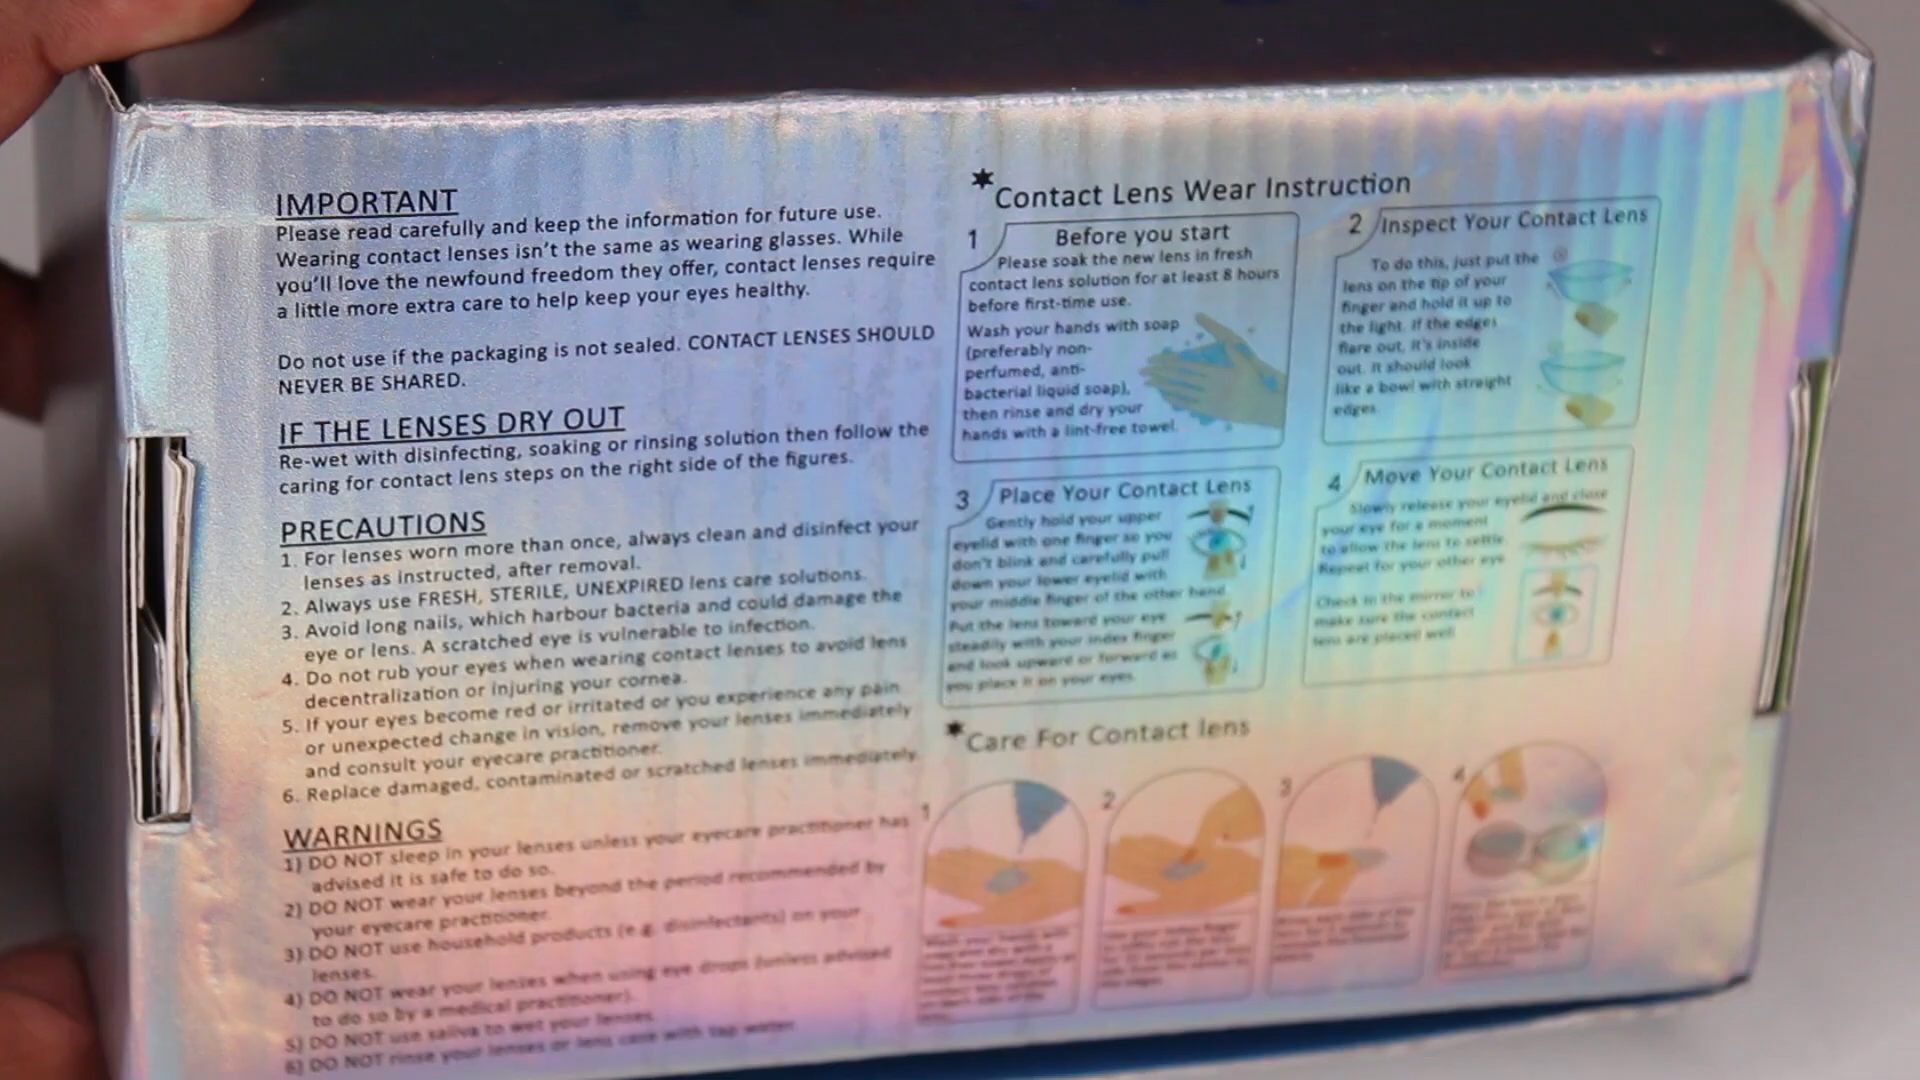 IMPORTANT
Please read carefully and keep the information for future use.
Wearing contact lenses isn't the same as wearing glasses. While
you'll love the newfound freedom they offer, contact lenses require
a little more extra care to help keep your eyes healthy.
Do not use if the packaging is not sealed. CONTACT LENSES SHOULD
NEVER BE SHARED.
IF THE LENSES DRY OUT
Re-wet with disinfecting, soaking or rinsing solution then follow the
caring for contact lens steps on the right side of the figures.
PRECAUTIONS
1. For lenses worn more than once, always clean and disinfect your
lenses as instructed, after removal.
2. Always use FRESH, STERILE, UNEXPIRED lens care solutions.
3. Avoid long nails, which harbour bacteria and could damage the
eye or lens. A scratched eye is vulnerable to infection.
4. Do not rub your eyes when wearing contact lenses to avoid lens
decentralization or injuring your cornea.
5. If your eyes become red or irritated or you experience any pain
or unexpected change in vision, remove your lenses immediately
and consult your eyecare practitioner.
6. Replace damaged, contaminated or scratched lenses immediately.
WARNINGS
1) DO NOT sleep in your lenses unless your eyecare practitioner has
advised it is safe to do so.
2) DO NOT wear your lenses beyond the period recommended by
your eyecare practitioner.
3) DO NOT use household products (e.g. disinfectants) on your
lenses.
4) DO NOT wear your lenses when using eye drops (unless advised
to do so by a medical practitioner).
5) DO NOT use saliva to wet your lenses.
6) DO NOT rinse your lenses or lens case with tap water.
*Contact Lens Wear Instruction
1 Before you start
Please soak the new lens in fresh
contact lens solution for at least 8 hours
before first-time use.
Wash your hands with soap
(preferably non-
perfumed, anti-
bacterial liquid soap),
then rinse and dry your
hands with a lint-free towel.
2 Inspect Your Contact Lens
To do this, just put the
lens on the tip of your
finger and hold it up to
the light. If the edges
flare out, it's inside
out. It should look
like a bowl with straight
edges.
3 Place Your Contact Lens
Gently hold your upper
eyelid with one finger so you
don't blink and carefully pull
down your lower eyelid with
your middle finger of the other hand.
Put the lens toward your eye
steadily with your index finger
and look upward or forward as
you place it on your eyes.
4 Move Your Contact Lens
Slowly release your eyelid and close
your eye for a moment
to allow the lens to settle.
Repeat for your other eye.
Check in the mirror to
make sure the contact
lens are placed well.
*Care For Contact lens
1
2
3
4